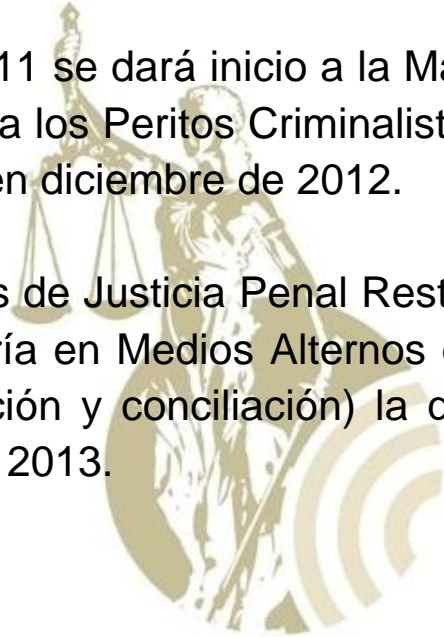 11 se dará inicio a la Ma
a los Peritos Criminalist
en diciembre de 2012.
s de Justicia Penal Rest
ría en Medios Alternos
ción y conciliación) la
2013.